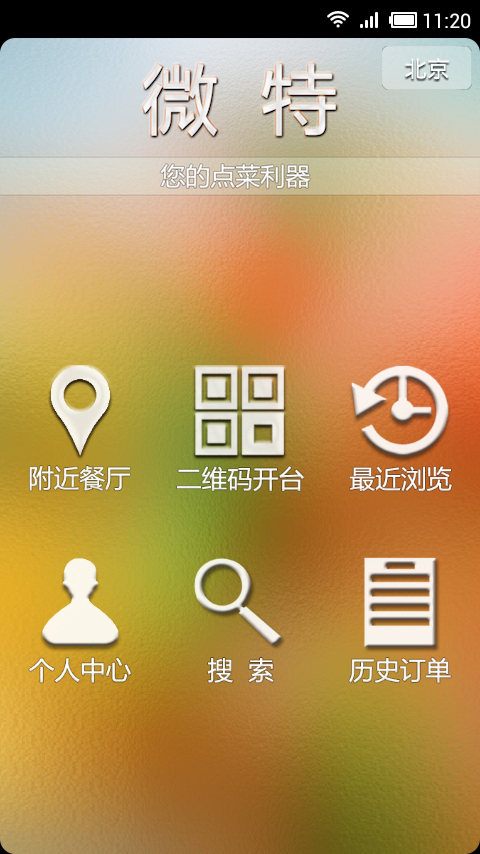 11:20
北京
微 特
您的点菜利器
附近餐厅 二维码开台 最近浏览
个人中心 搜 索 历史订单